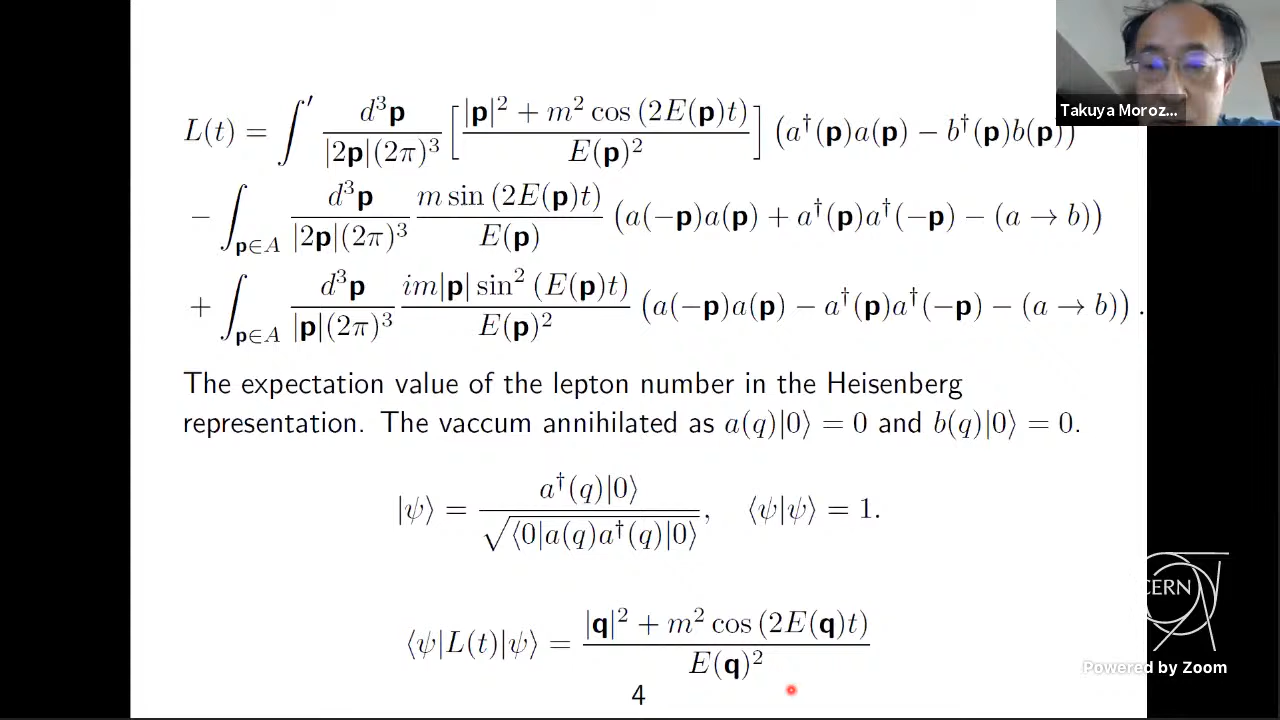 Takuya Moroz...
L(t) = ∫′ d³p / |2p|(2π)³ [ |p|² + m² cos (2E(p)t) / E(p)² ] (a†(p)a(p) − b†(p)b(p))
− ∫_{p∈A} d³p / |2p|(2π)³ m sin (2E(p)t) / E(p) (a(−p)a(p) + a†(p)a†(−p) − (a → b))
+ ∫_{p∈A} d³p / |p|(2π)³ im|p| sin² (E(p)t) / E(p)² (a(−p)a(p) − a†(p)a†(−p) − (a → b)) .
The expectation value of the lepton number in the Heisenberg
representation. The vaccum annihilated as a(q)|0⟩ = 0 and b(q)|0⟩ = 0.
|ψ⟩ = a†(q)|0⟩ / √⟨0|a(q)a†(q)|0⟩, ⟨ψ|ψ⟩ = 1.
⟨ψ|L(t)|ψ⟩ = |q|² + m² cos (2E(q)t) / E(q)²
4
CERN
Powered by Zoom